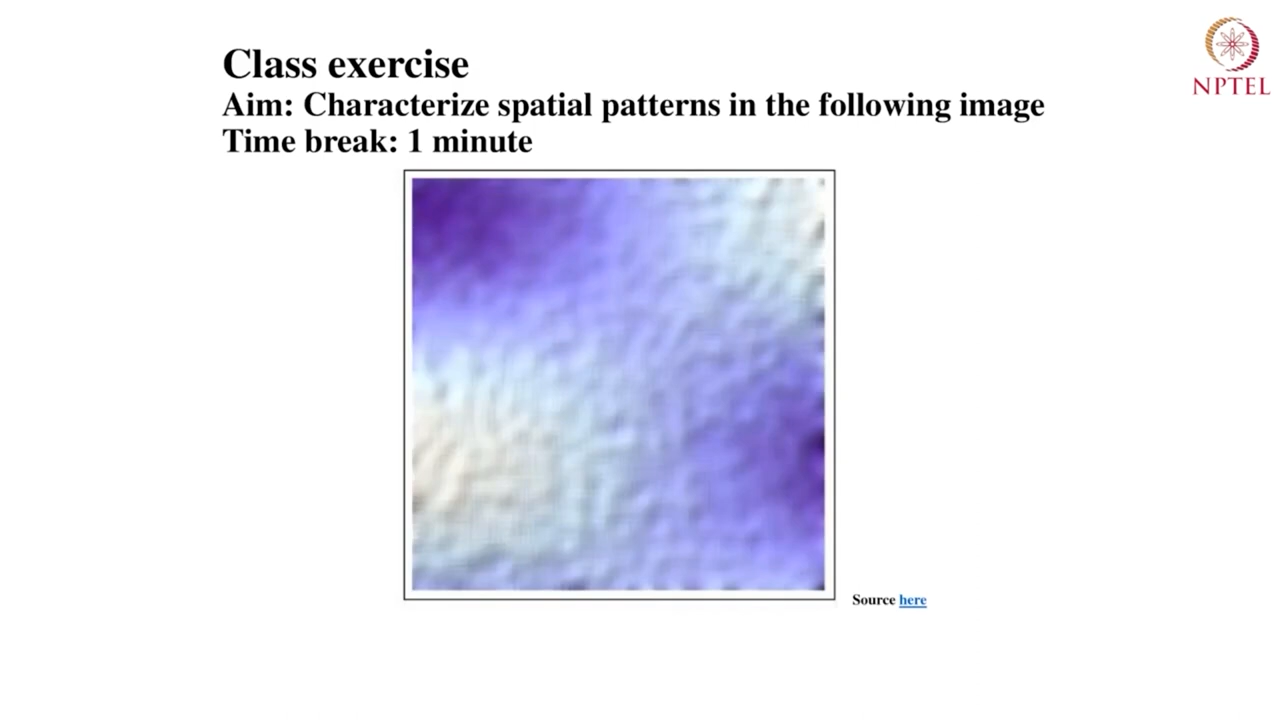 Class exercise
Aim: Characterize spatial patterns in the following image
Time break: 1 minute
NPTEL
Source here